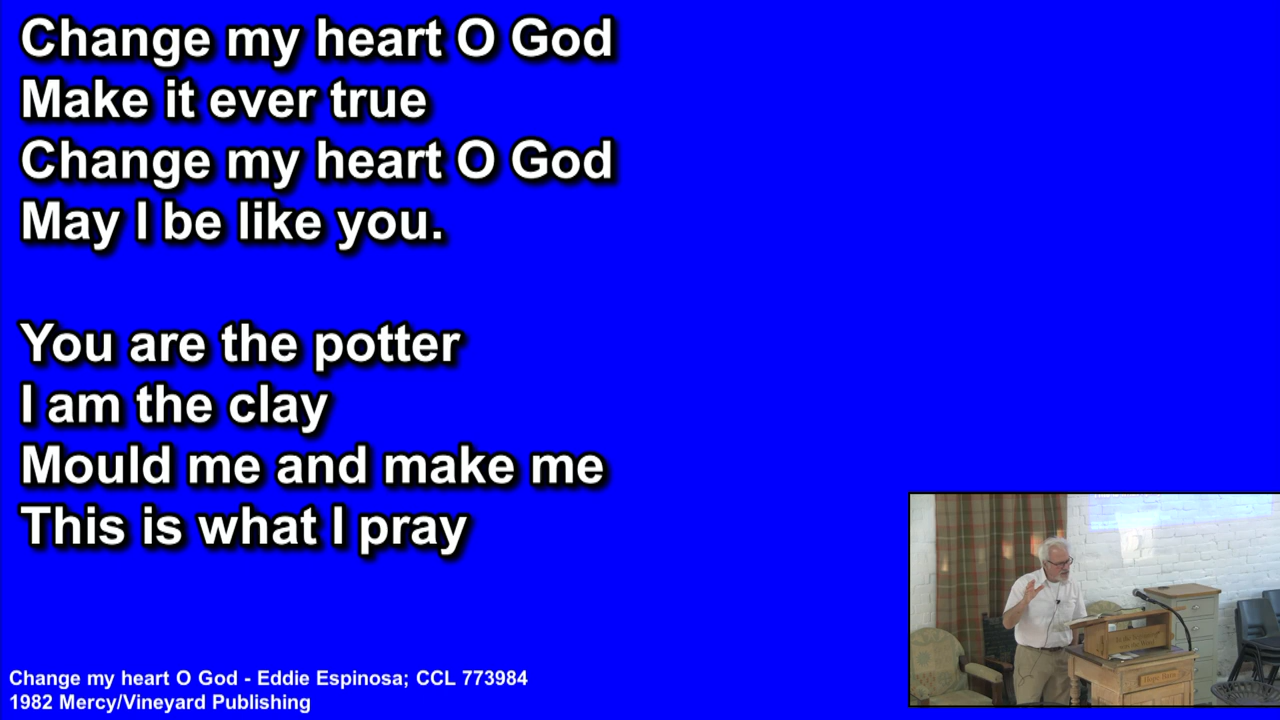 Change my heart O God
Make it ever true
Change my heart O God
May I be like you.
You are the potter
I am the clay
Mould me and make me
This is what I pray
Change my heart O God - Eddie Espinosa; CCL 773984
1982 Mercy/Vineyard Publishing